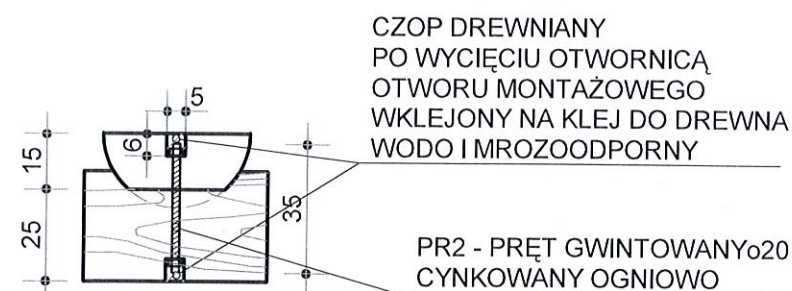 CZOP DREWNIANY
PO WYCIĘCIU OTWORNICĄ
OTWORU MONTAŻOWEGO
WKLEJONY NA KLEJ DO DREWNA
WODO I MROZOODPORNY
5
6
15
25
35
PR2 - PRĘT GWINTOWANYo20
CYNKOWANY OGNIOWO